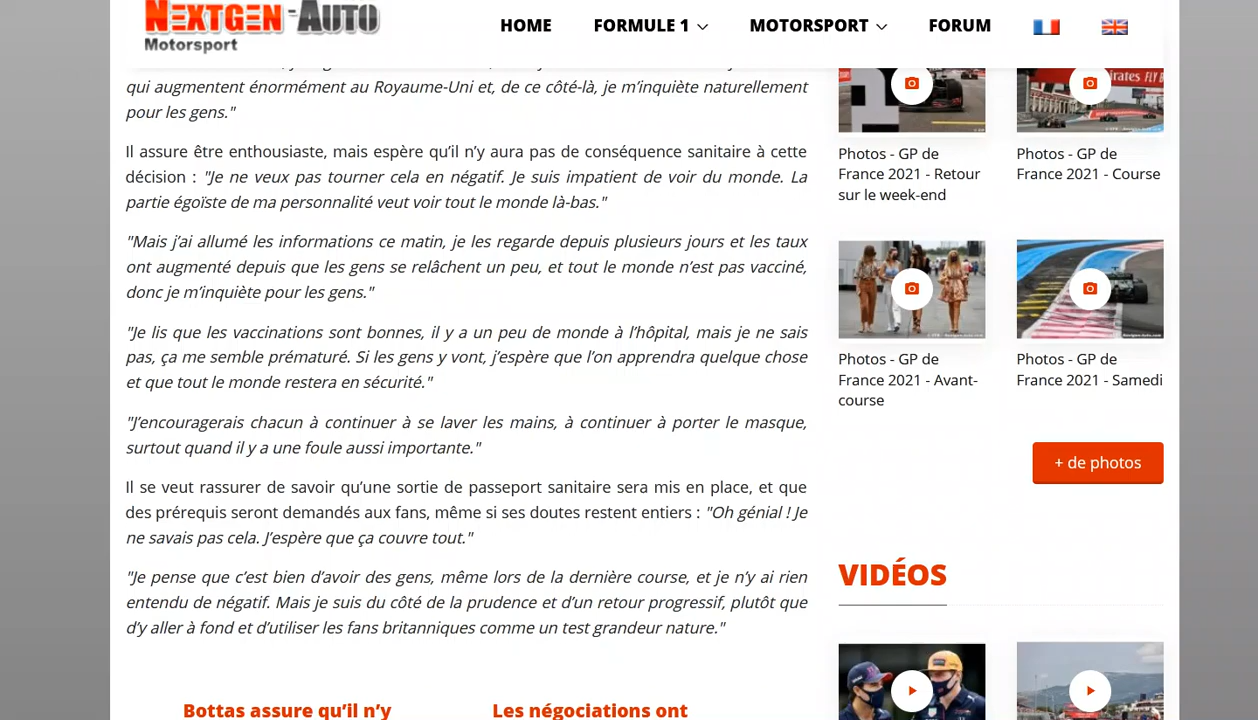 NEXTGEN-AUTO
Motorsport
HOME
FORMULE 1
MOTORSPORT
FORUM
qui augmentent énormément au Royaume-Uni et, de ce côté-là, je m’inquiète naturellement
pour les gens."
Il assure être enthousiaste, mais espère qu’il n’y aura pas de conséquence sanitaire à cette
décision : "Je ne veux pas tourner cela en négatif. Je suis impatient de voir du monde. La
partie égoïste de ma personnalité veut voir tout le monde là-bas."
"Mais j’ai allumé les informations ce matin, je les regarde depuis plusieurs jours et les taux
ont augmenté depuis que les gens se relâchent un peu, et tout le monde n’est pas vacciné,
donc je m’inquiète pour les gens."
"Je lis que les vaccinations sont bonnes, il y a un peu de monde à l’hôpital, mais je ne sais
pas, ça me semble prématuré. Si les gens y vont, j’espère que l’on apprendra quelque chose
et que tout le monde restera en sécurité."
"J’encouragerais chacun à continuer à se laver les mains, à continuer à porter le masque,
surtout quand il y a une foule aussi importante."
Il se veut rassurer de savoir qu’une sortie de passeport sanitaire sera mis en place, et que
des prérequis seront demandés aux fans, même si ses doutes restent entiers : "Oh génial ! Je
ne savais pas cela. J’espère que ça couvre tout."
"Je pense que c’est bien d’avoir des gens, même lors de la dernière course, et je n’y ai rien
entendu de négatif. Mais je suis du côté de la prudence et d’un retour progressif, plutôt que
d’y aller à fond et d’utiliser les fans britanniques comme un test grandeur nature."
Bottas assure qu’il n’y
Les négociations ont
Emirates FLY B
Photos - GP de
France 2021 - Retour
sur le week-end
Photos - GP de
France 2021 - Course
Photos - GP de
France 2021 - Avant-
course
Photos - GP de
France 2021 - Samedi
+ de photos
VIDÉOS